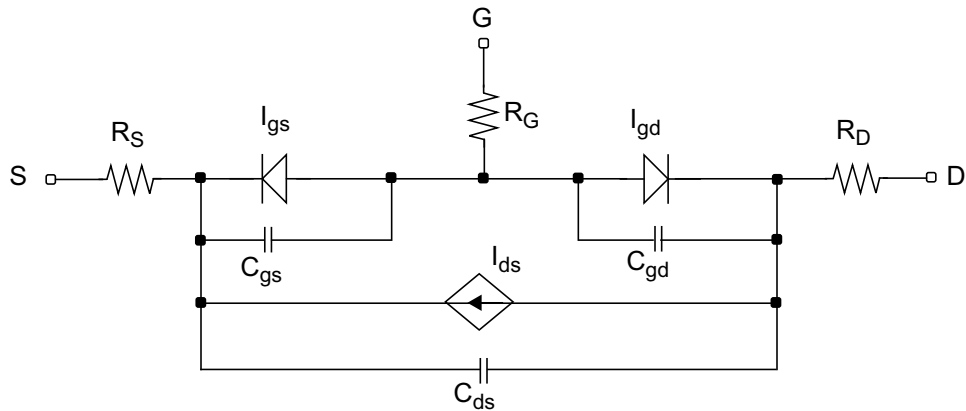 G
R_G
I_gs
I_gd
R_S
R_D
S
D
C_gs
I_ds
C_gd
C_ds